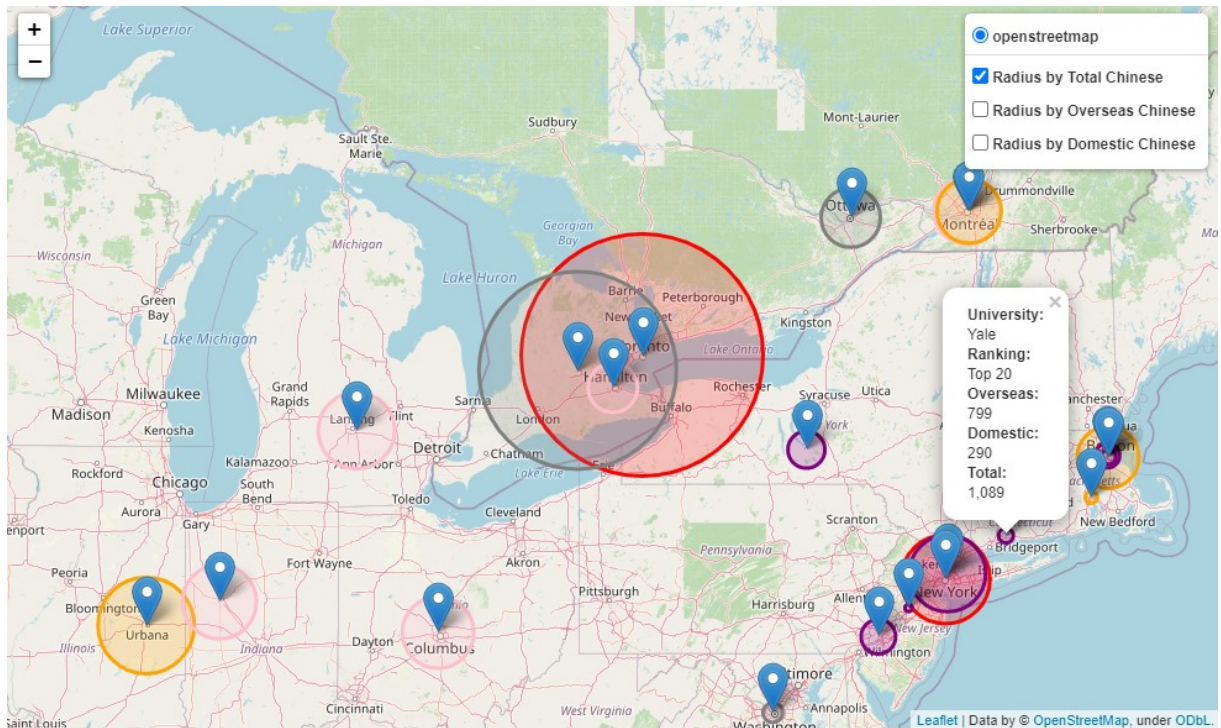 +
−
openstreetmap
Radius by Total Chinese
Radius by Overseas Chinese
Radius by Domestic Chinese
Lake Superior
Sault Ste.
Marie
Sudbury
Mont-Laurier
Drummondville
Ottawa
Montréal
Sherbrooke
Georgian
Bay
Michigan
Wisconsin
Lake Huron
Green
Bay
Barrie
Peterborough
Kingston
Lake Michigan
Lake Ontario
Hamilton
University:
Yale
Ranking:
Top 20
Overseas:
799
Domestic:
290
Total:
1,089
Grand
Rapids
Sarnia
Rochester
Syracuse
Utica
Milwaukee
Madison
Lansing
Flint
London
Buffalo
York
Kenosha
Detroit
Chatham
Rockford
Kalamazoo
Ann Arbor
Lake Erie
Erie
Chicago
South
Bend
Toledo
Aurora
Gary
Cleveland
New Bedford
Scranton
Bridgeport
Pennsylvania
Peoria
Fort Wayne
Akron
Pittsburgh
Harrisburg
New York
Bloomington
Urbana
Illinois
Indiana
Dayton
Columbus
New Jersey
Wilmington
Cincinnati
West Virginia
Annapolis
Washington
Saint Louis
Leaflet | Data by © OpenStreetMap, under ODbL.